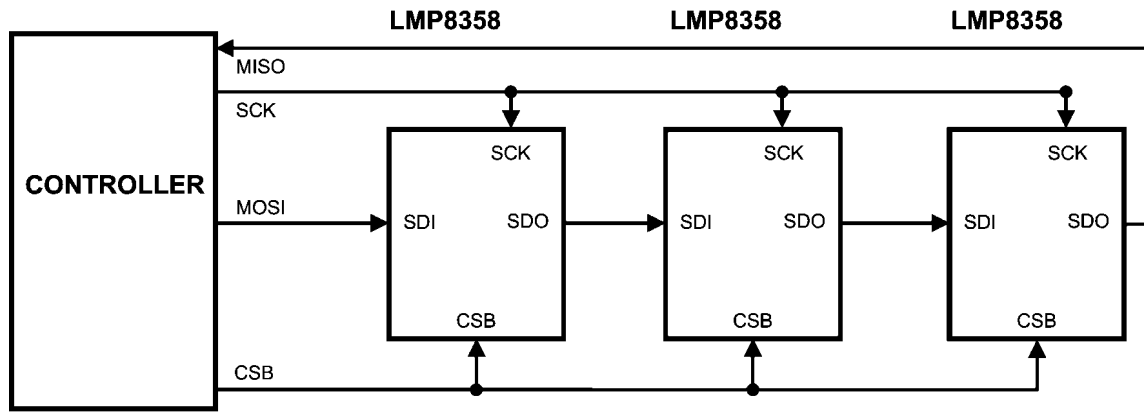 LMP8358 LMP8358 LMP8358
MISO
SCK
SCK SCK SCK
CONTROLLER
MOSI
SDI SDO SDI SDO SDI SDO
CSB CSB CSB
CSB